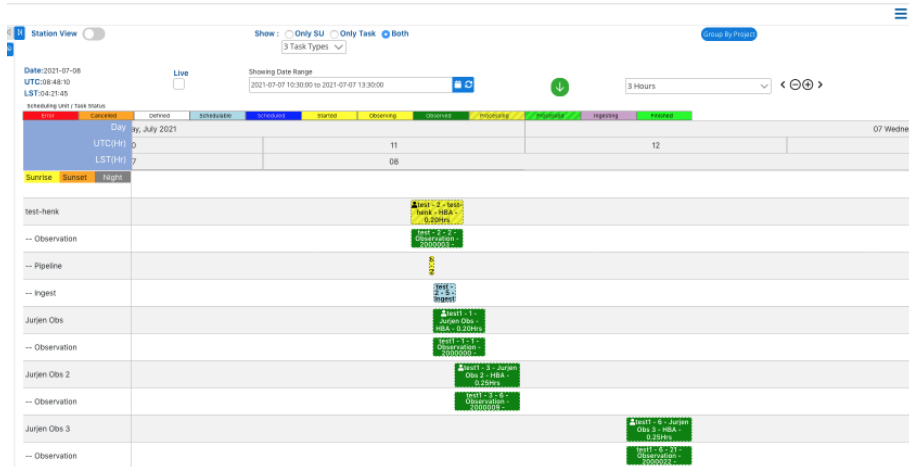 Station View
Show : Only SU Only Task Both
3 Task Types
Group By Project
Date:2021-07-08
UTC:08:48:10
LST:04:21:45
Live
Showing Date Range
2021-07-07 10:30:00 to 2021-07-07 13:30:00
3 Hours
Scheduling Unit / Task Status
Error Cancelled Defined Schedulable Scheduled Started Observing Observed Processing Processed Ingesting Finished
Day ay, July 2021 07 Wedne
UTC(Hr) 0 11 12
LST(Hr) 7 08
Sunrise Sunset Night
test-henk
test - 2 - test-
henk - HBA -
0.20Hrs
-- Observation
test - 2 - 2 -
Observation -
2000003 -
-- Pipeline
-- Ingest
test -
2 - 5 -
Ingest
Jurjen Obs
test1 - 1 -
Jurjen Obs -
HBA - 0.20Hrs
-- Observation
test1 - 1 - 1 -
Observation -
2000000 -
Jurjen Obs 2
test1 - 3 - Jurjen
Obs 2 - HBA -
0.25Hrs
-- Observation
test1 - 3 - 6 -
Observation -
2000009 -
Jurjen Obs 3
test1 - 6 - Jurjen
Obs 3 - HBA -
0.25Hrs
-- Observation
test1 - 6 - 21 -
Observation -
2000022 -